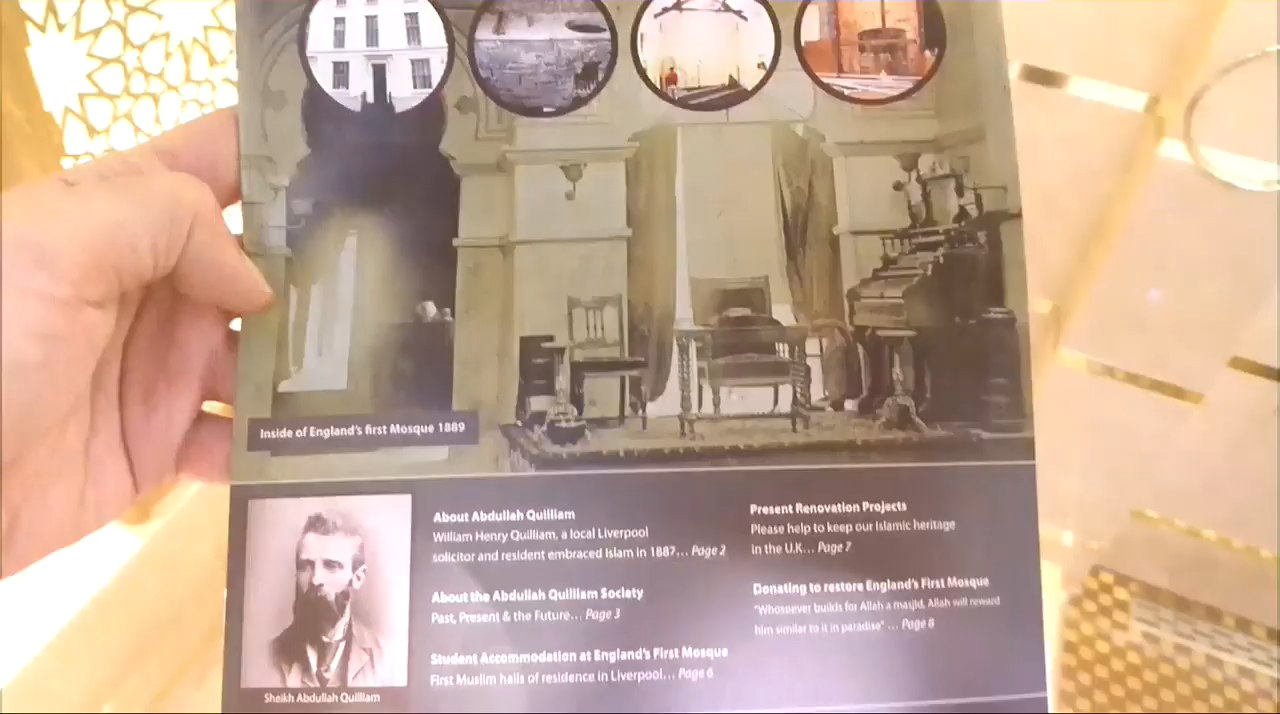 Inside of England's first Mosque 1889
Sheikh Abdullah Quilliam
About Abdullah Quilliam
William Henry Quilliam, a local Liverpool
solicitor and resident embraced Islam in 1887... Page 2
About the Abdullah Quilliam Society
Past, Present & the Future... Page 3
Student Accommodation at England's First Mosque
First Muslim halls of residence in Liverpool... Page 6
Present Renovation Projects
Please help to keep our Islamic heritage
in the U.K... Page 7
Donating to restore England's First Mosque
"Whosoever builds for Allah a masjid, Allah will reward
him similar to it in paradise" ... Page 8